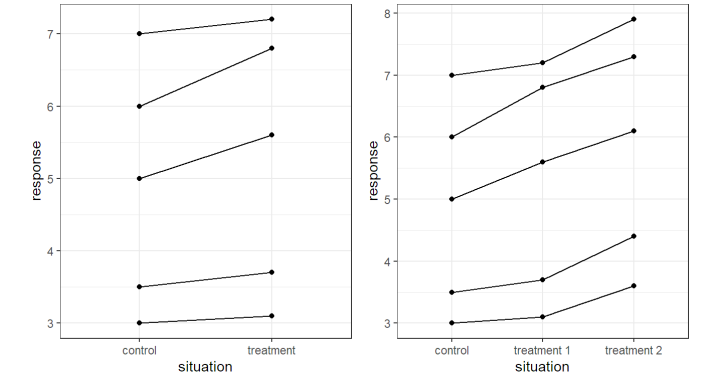 response
7
6
5
4
3
control treatment
situation
response
8
7
6
5
4
3
control treatment 1 treatment 2
situation